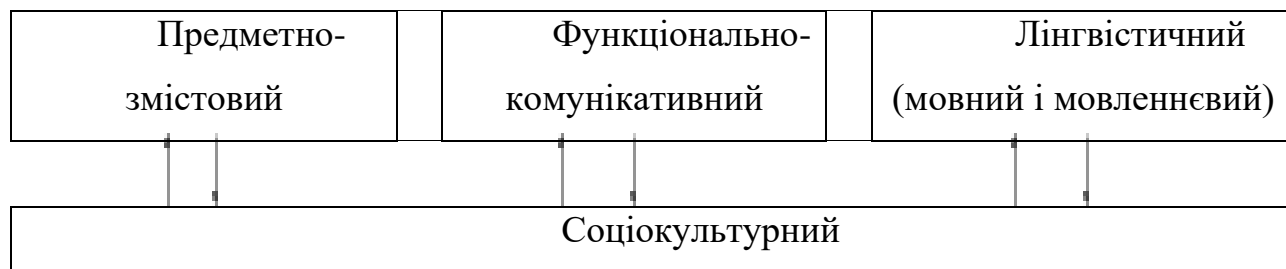 Предметно-
змістовий
Функціонально-
комунікативний
Лінгвістичний
(мовний і мовленнєвий)
Соціокультурний